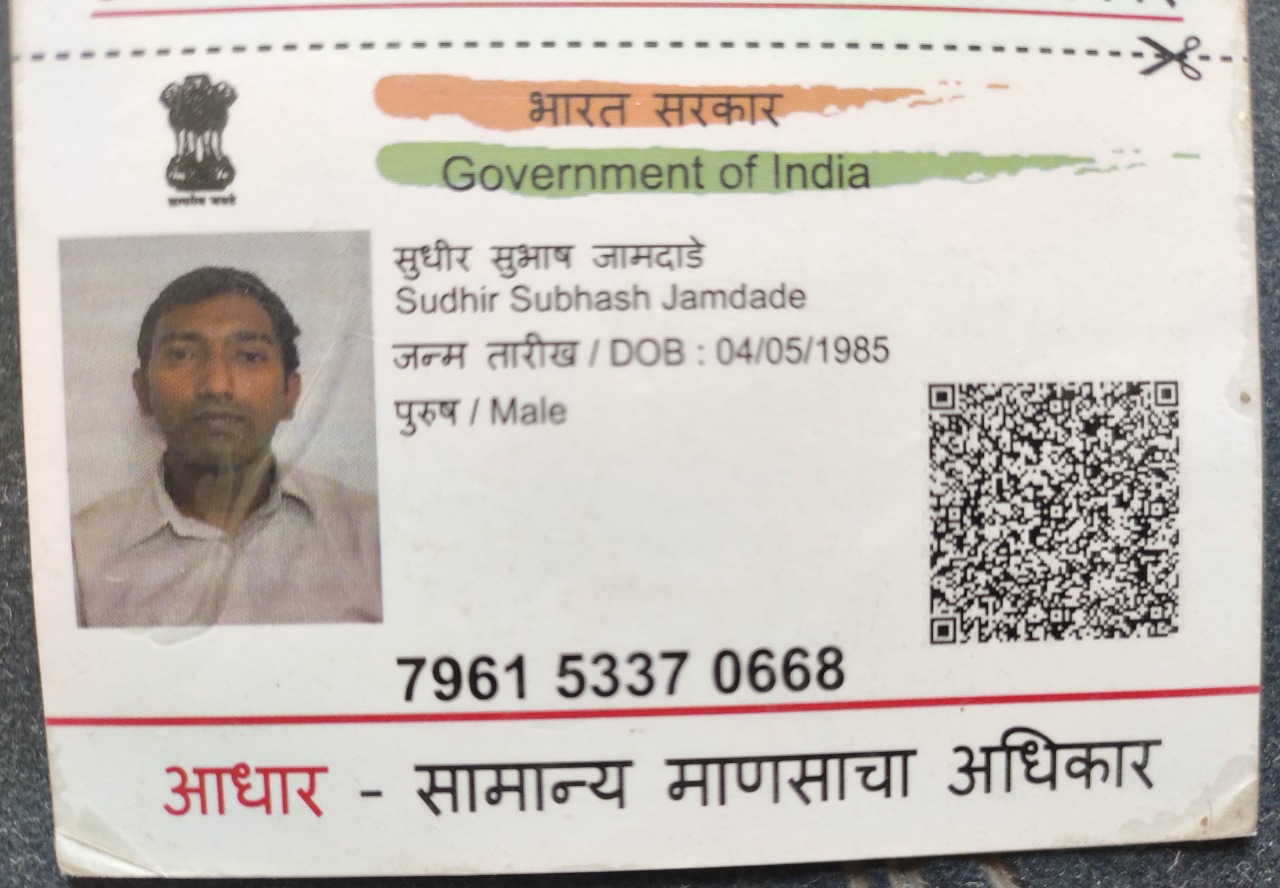 भारत सरकार
Government of India
सत्यमेव जयते
सुधीर सुभाष जामदाडे
Sudhir Subhash Jamdade
जन्म तारीख / DOB : 04/05/1985
पुरुष / Male
7961 5337 0668
आधार - सामान्य माणसाचा अधिकार